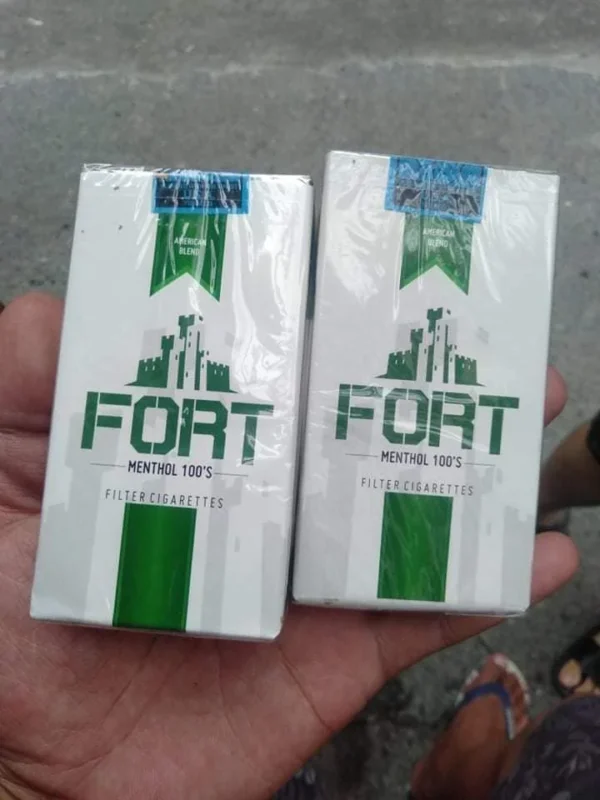 AMERICAN
BLEND
FORT
MENTHOL 100'S
FILTER CIGARETTES
AMERICAN
BLEND
FORT
MENTHOL 100'S
FILTER CIGARETTES